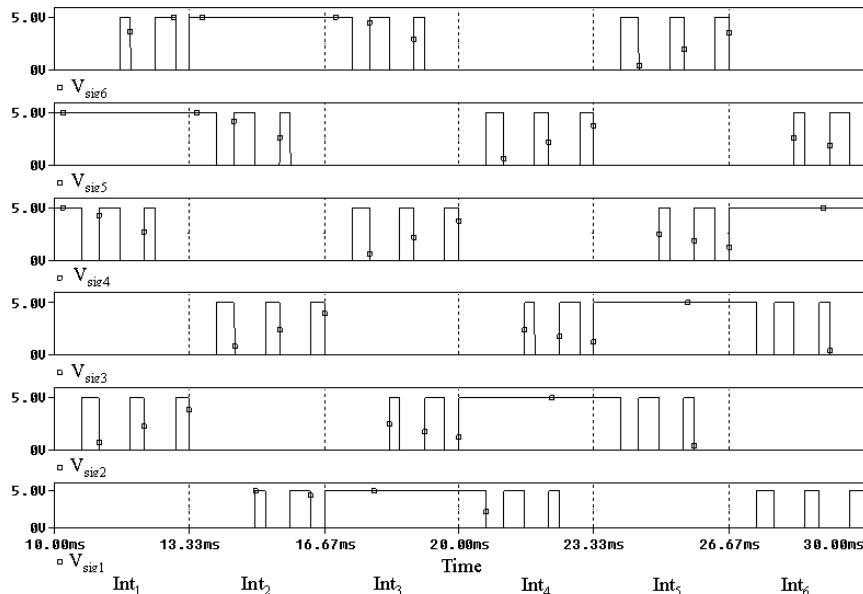 5.0V
0V
V_sig6
5.0V
0V
V_sig5
5.0V
0V
V_sig4
5.0V
0V
V_sig3
5.0V
0V
V_sig2
5.0V
0V
10.00ms 13.33ms 16.67ms 20.00ms 23.33ms 26.67ms 30.00ms
V_sig1 Time
Int_1 Int_2 Int_3 Int_4 Int_5 Int_6